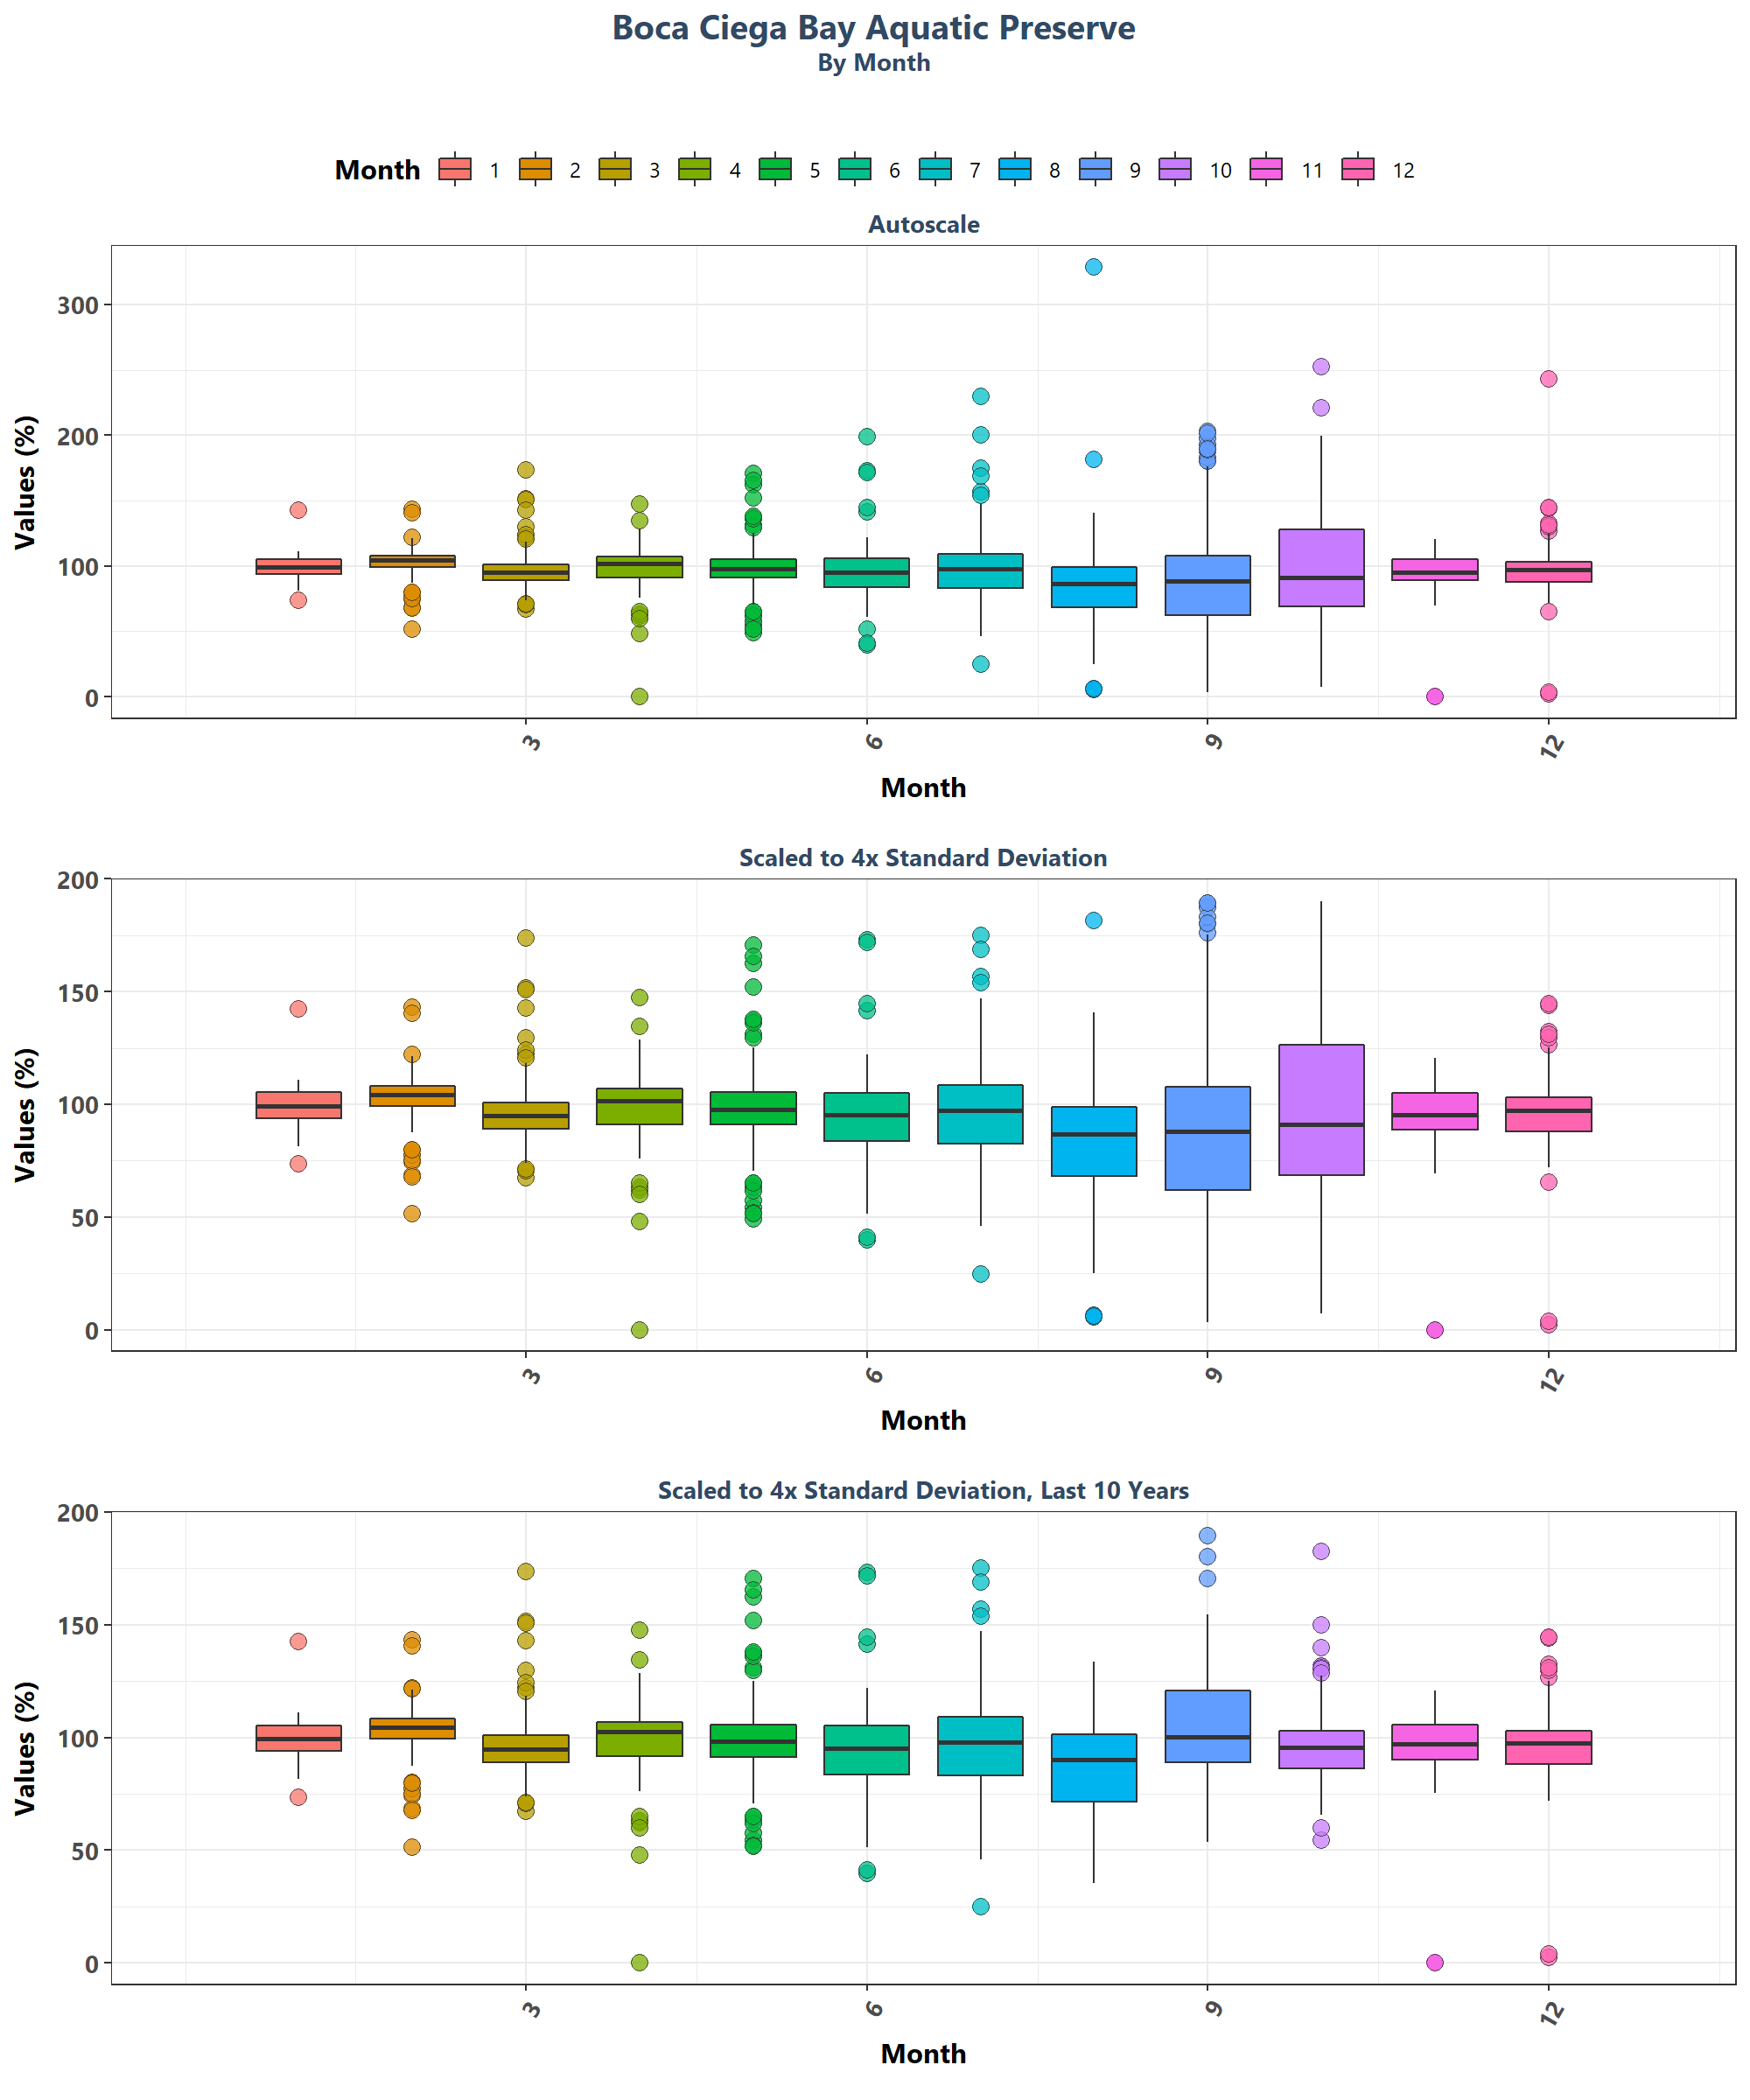 Boca Ciega Bay Aquatic Preserve
By Month
Month 1 2 3 4 5 6 7 8 9 10 11 12
Autoscale
Values (%)
300
200
100
0
3 6 9 12
Month
Scaled to 4x Standard Deviation
Values (%)
200
150
100
50
0
3 6 9 12
Month
Scaled to 4x Standard Deviation, Last 10 Years
Values (%)
200
150
100
50
0
3 6 9 12
Month